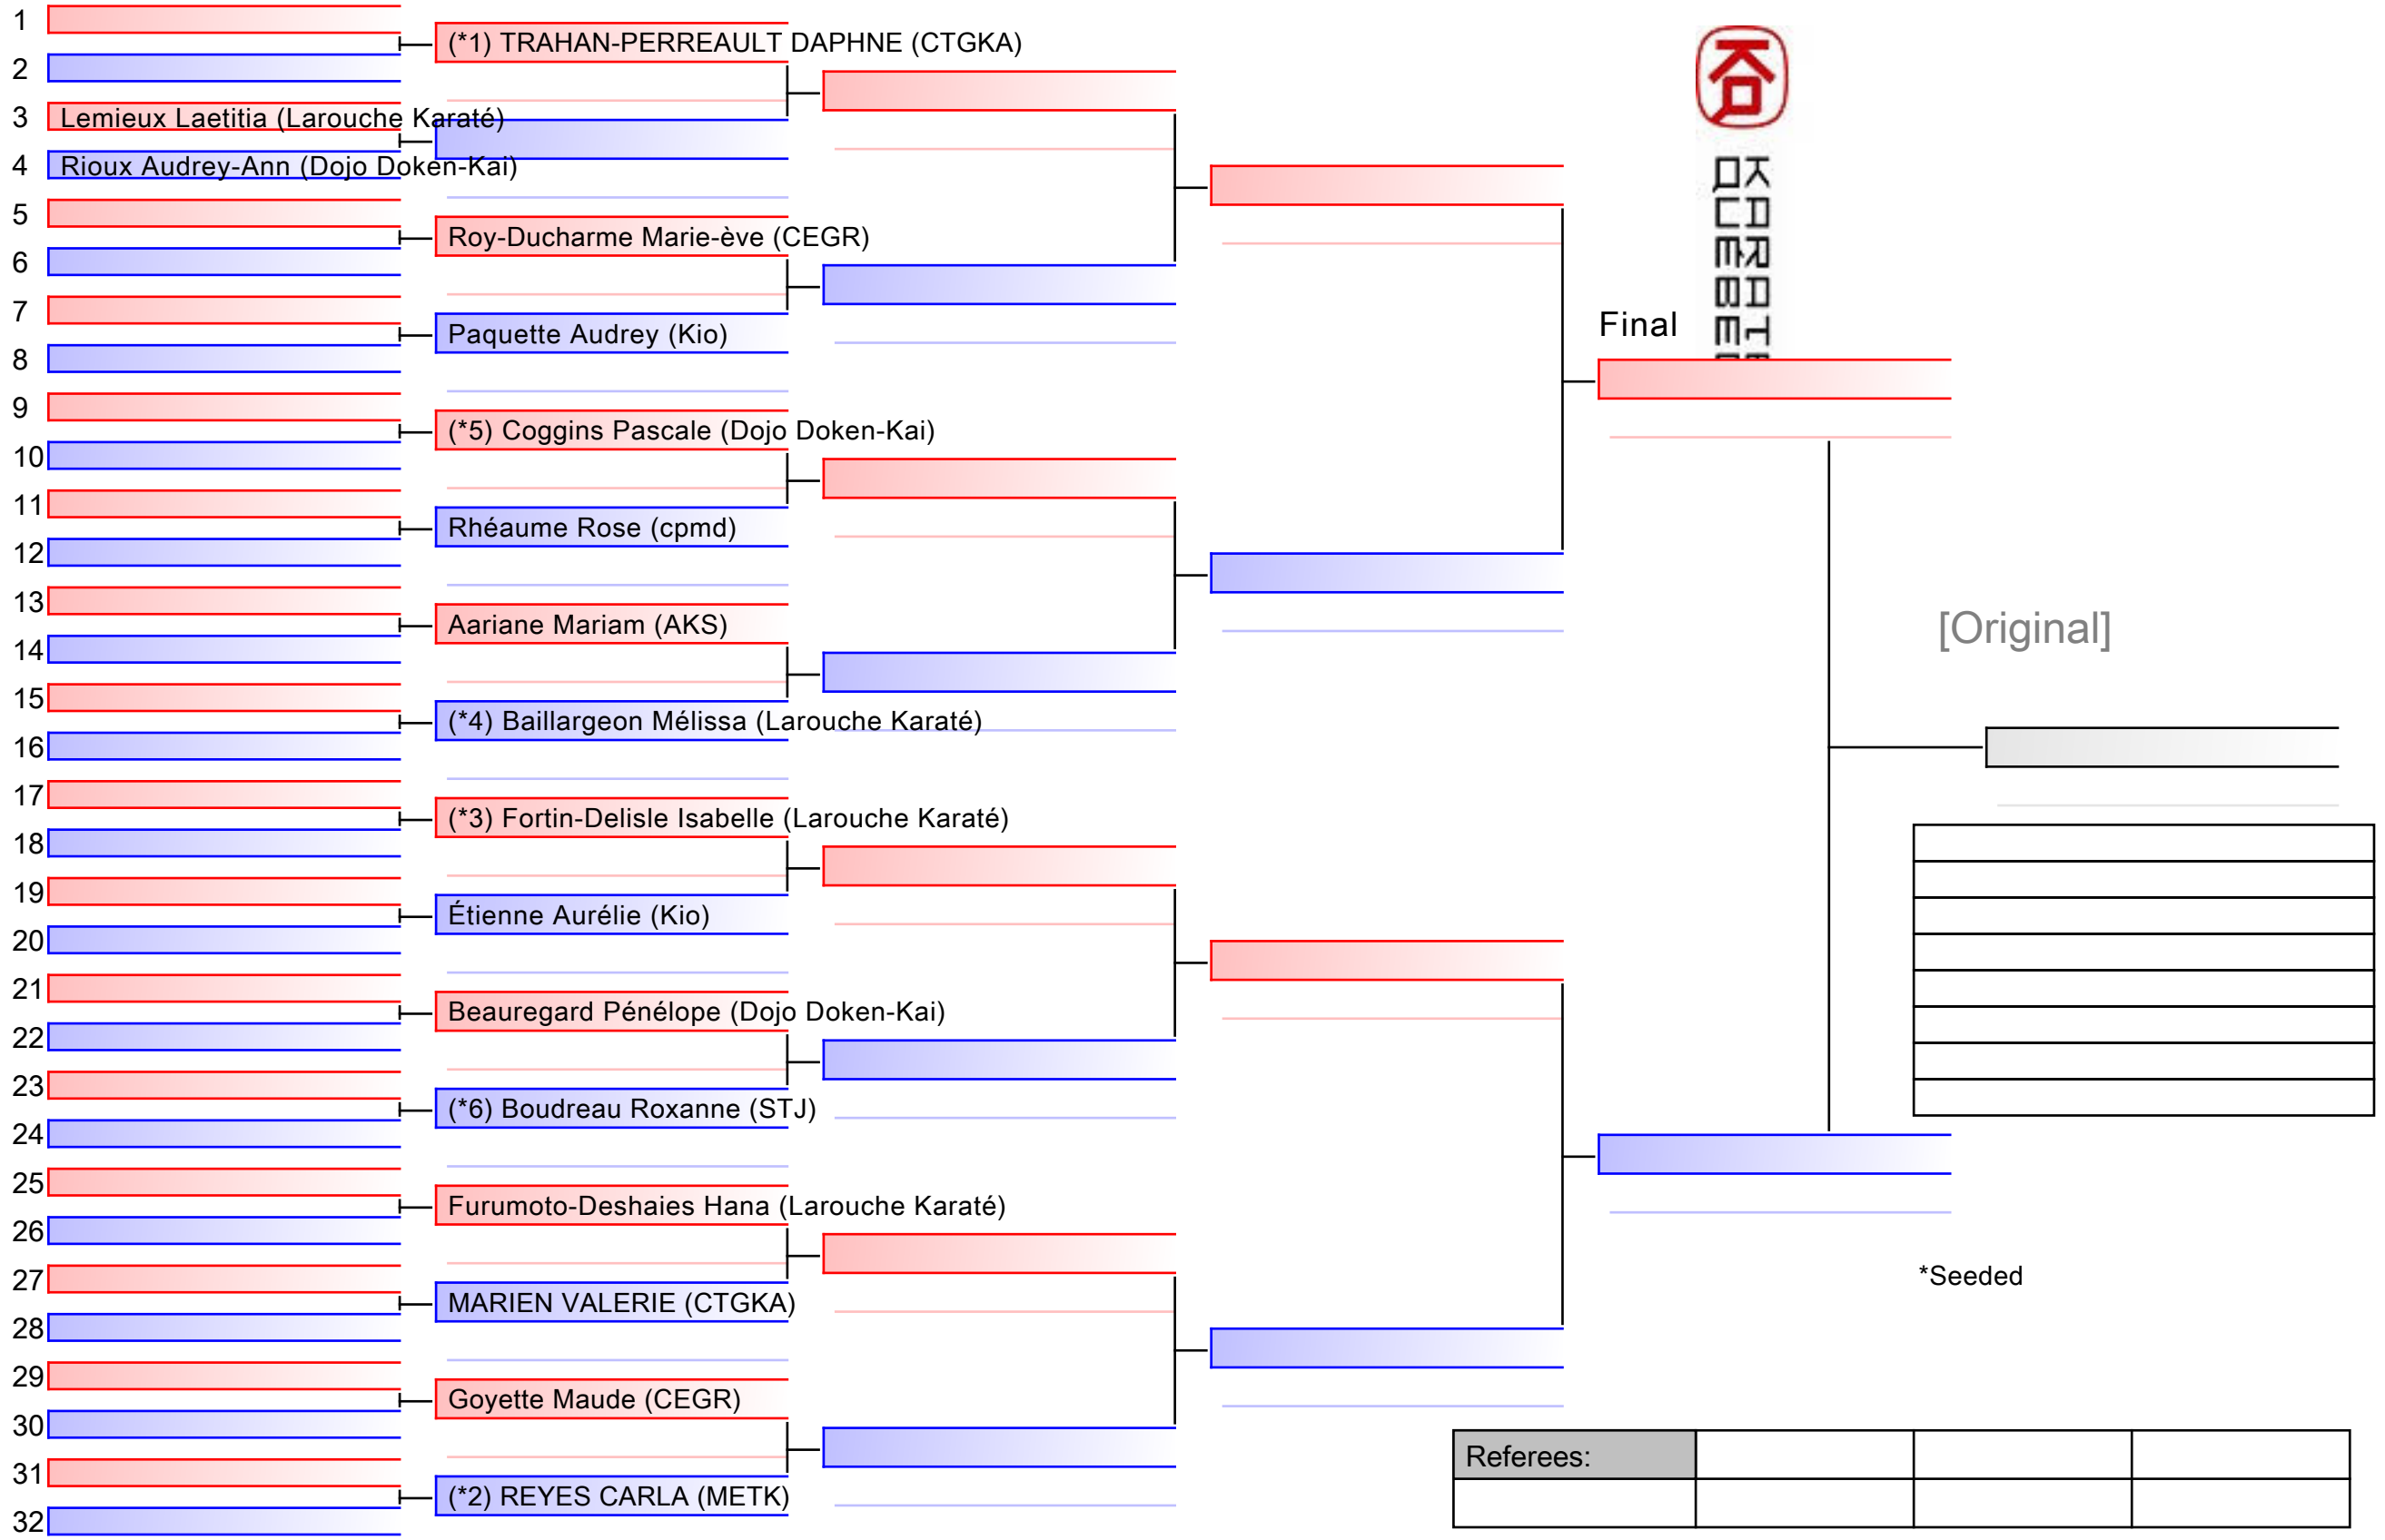 1
(*1) TRAHAN-PERREAULT DAPHNE (CTGKA)
2
3 Lemieux Laetitia (Larouche Karaté)
4 Rioux Audrey-Ann (Dojo Doken-Kai)
5
Roy-Ducharme Marie-ève (CEGR)
6
7
Paquette Audrey (Kio)
8
9
(*5) Coggins Pascale (Dojo Doken-Kai)
10
11
Rhéaume Rose (cpmd)
12
13
Aariane Mariam (AKS)
14
15
(*4) Baillargeon Mélissa (Larouche Karaté)
16
17
(*3) Fortin-Delisle Isabelle (Larouche Karaté)
18
19
Étienne Aurélie (Kio)
20
21
Beauregard Pénélope (Dojo Doken-Kai)
22
23
(*6) Boudreau Roxanne (STJ)
24
25
Furumoto-Deshaies Hana (Larouche Karaté)
26
27
MARIEN VALERIE (CTGKA)
28
29
Goyette Maude (CEGR)
30
31
(*2) REYES CARLA (METK)
32
Final
[Original]
*Seeded
Referees: